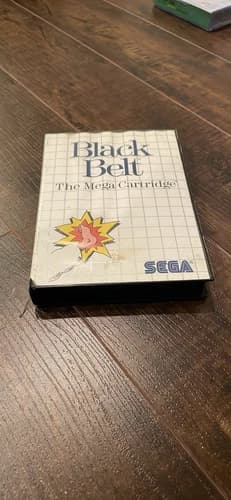 Black
Belt
The Mega Cartridge
SEGA